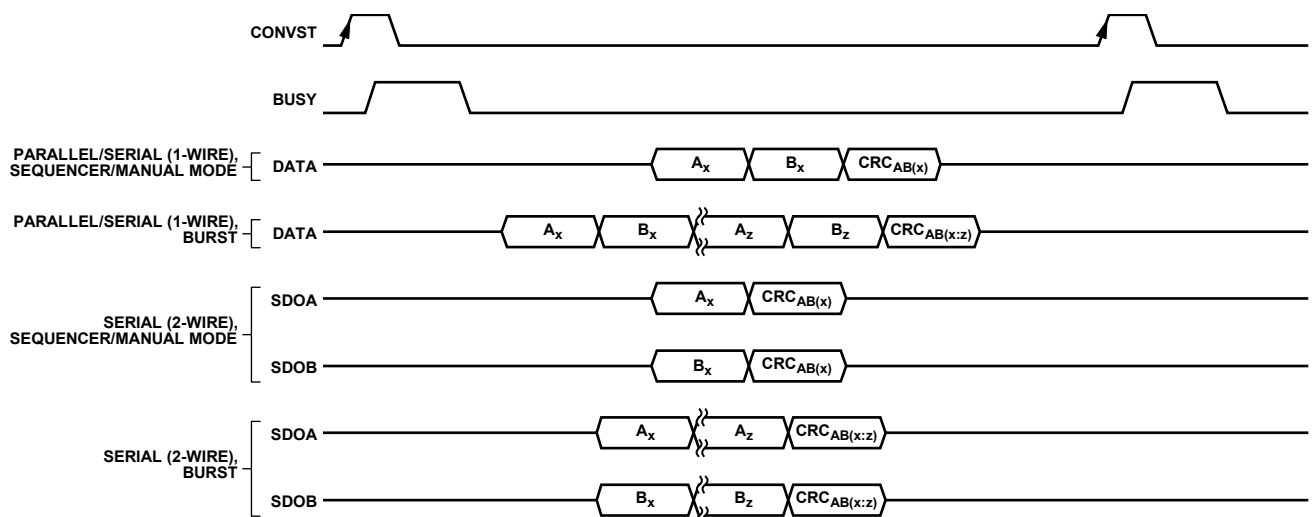 CONVST
BUSY
PARALLEL/SERIAL (1-WIRE),
SEQUENCER/MANUAL MODE
DATA
Ax
Bx
CRCAB(x)
PARALLEL/SERIAL (1-WIRE),
BURST
DATA
Ax
Bx
Az
Bz
CRCAB(x:z)
SERIAL (2-WIRE),
SEQUENCER/MANUAL MODE
SDOA
Ax
CRCAB(x)
SDOB
Bx
CRCAB(x)
SERIAL (2-WIRE),
BURST
SDOA
Ax
Az
CRCAB(x:z)
SDOB
Bx
Bz
CRCAB(x:z)